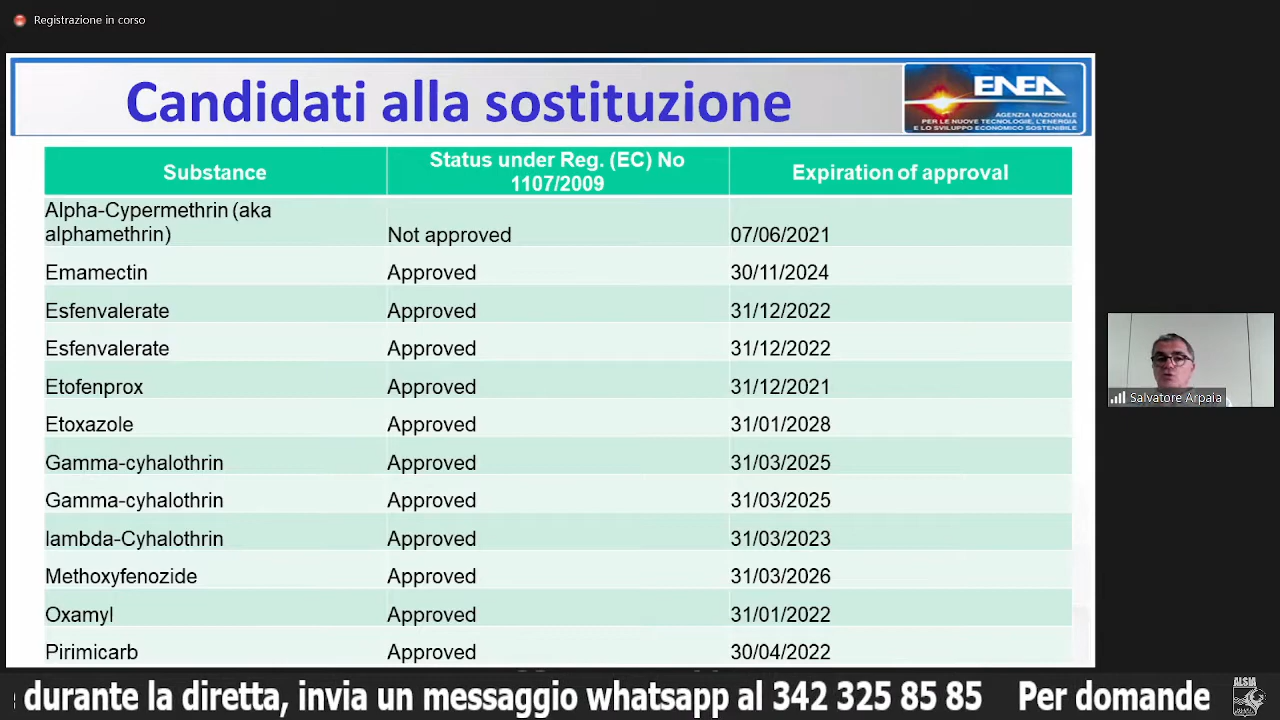 Registrazione in corso
Candidati alla sostituzione
ENEA
AGENZIA NAZIONALE
PER LE NUOVE TECNOLOGIE, L'ENERGIA
E LO SVILUPPO ECONOMICO SOSTENIBILE
Substance Status under Reg. (EC) No 1107/2009 Expiration of approval
Alpha-Cypermethrin (aka
alphamethrin) Not approved 07/06/2021
Emamectin Approved 30/11/2024
Esfenvalerate Approved 31/12/2022
Esfenvalerate Approved 31/12/2022
Etofenprox Approved 31/12/2021
Etoxazole Approved 31/01/2028
Gamma-cyhalothrin Approved 31/03/2025
Gamma-cyhalothrin Approved 31/03/2025
lambda-Cyhalothrin Approved 31/03/2023
Methoxyfenozide Approved 31/03/2026
Oxamyl Approved 31/01/2022
Pirimicarb Approved 30/04/2022
Salvatore Arpaia
durante la diretta, invia un messaggio whatsapp al 342 325 85 85 Per domande
ALSIA